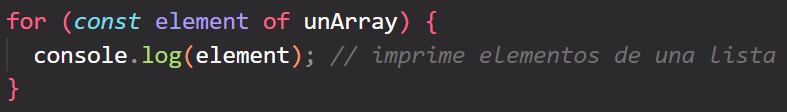 for (const element of unArray) {
  console.log(element); // imprime elementos de una lista
}